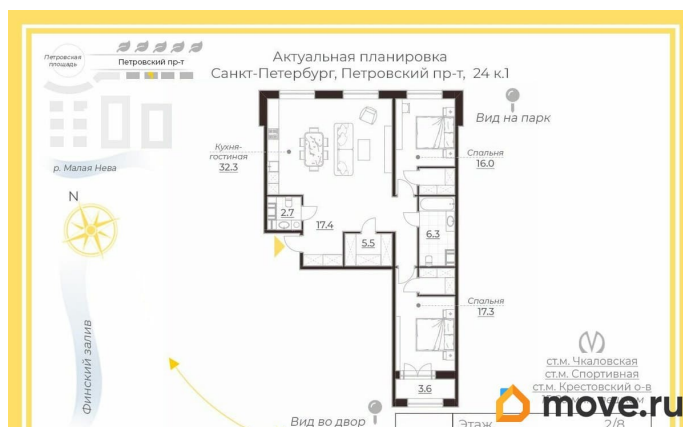 Петровская
площадь
Петровский пр-т
Актуальная планировка
Санкт-Петербург, Петровский пр-т, 24 к.1
Вид на парк
Кухня-
гостиная
32.3
Спальня
16.0
р. Малая Нева
N
2.7
17.4
5.5
6.3
Спальня
17.3
Финский залив
3.6
ст.м. Чкаловская
ст.м. Спортивная
ст.м. Крестовский о-в
Вид во двор
Этаж 2/8
move.ru